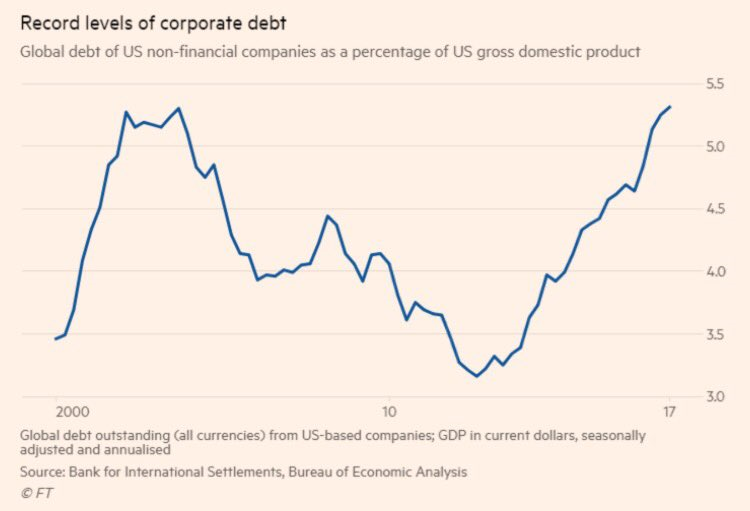 Record levels of corporate debt
Global debt of US non-financial companies as a percentage of US gross domestic product
5.5
5.0
4.5
4.0
3.5
3.0
2000 10 17
Global debt outstanding (all currencies) from US-based companies; GDP in current dollars, seasonally
adjusted and annualised
Source: Bank for International Settlements, Bureau of Economic Analysis
© FT